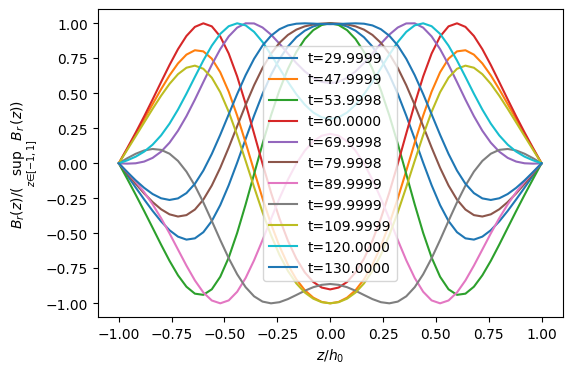 1.00
0.75
0.50
0.25
0.00
−0.25
−0.50
−0.75
−1.00
B_r(z)/( sup_{z∈[−1, 1]} B_r(z))
t=29.9999
t=47.9999
t=53.9998
t=60.0000
t=69.9998
t=79.9998
t=89.9999
t=99.9999
t=109.9999
t=120.0000
t=130.0000
−1.00 −0.75 −0.50 −0.25 0.00 0.25 0.50 0.75 1.00
z/h_0